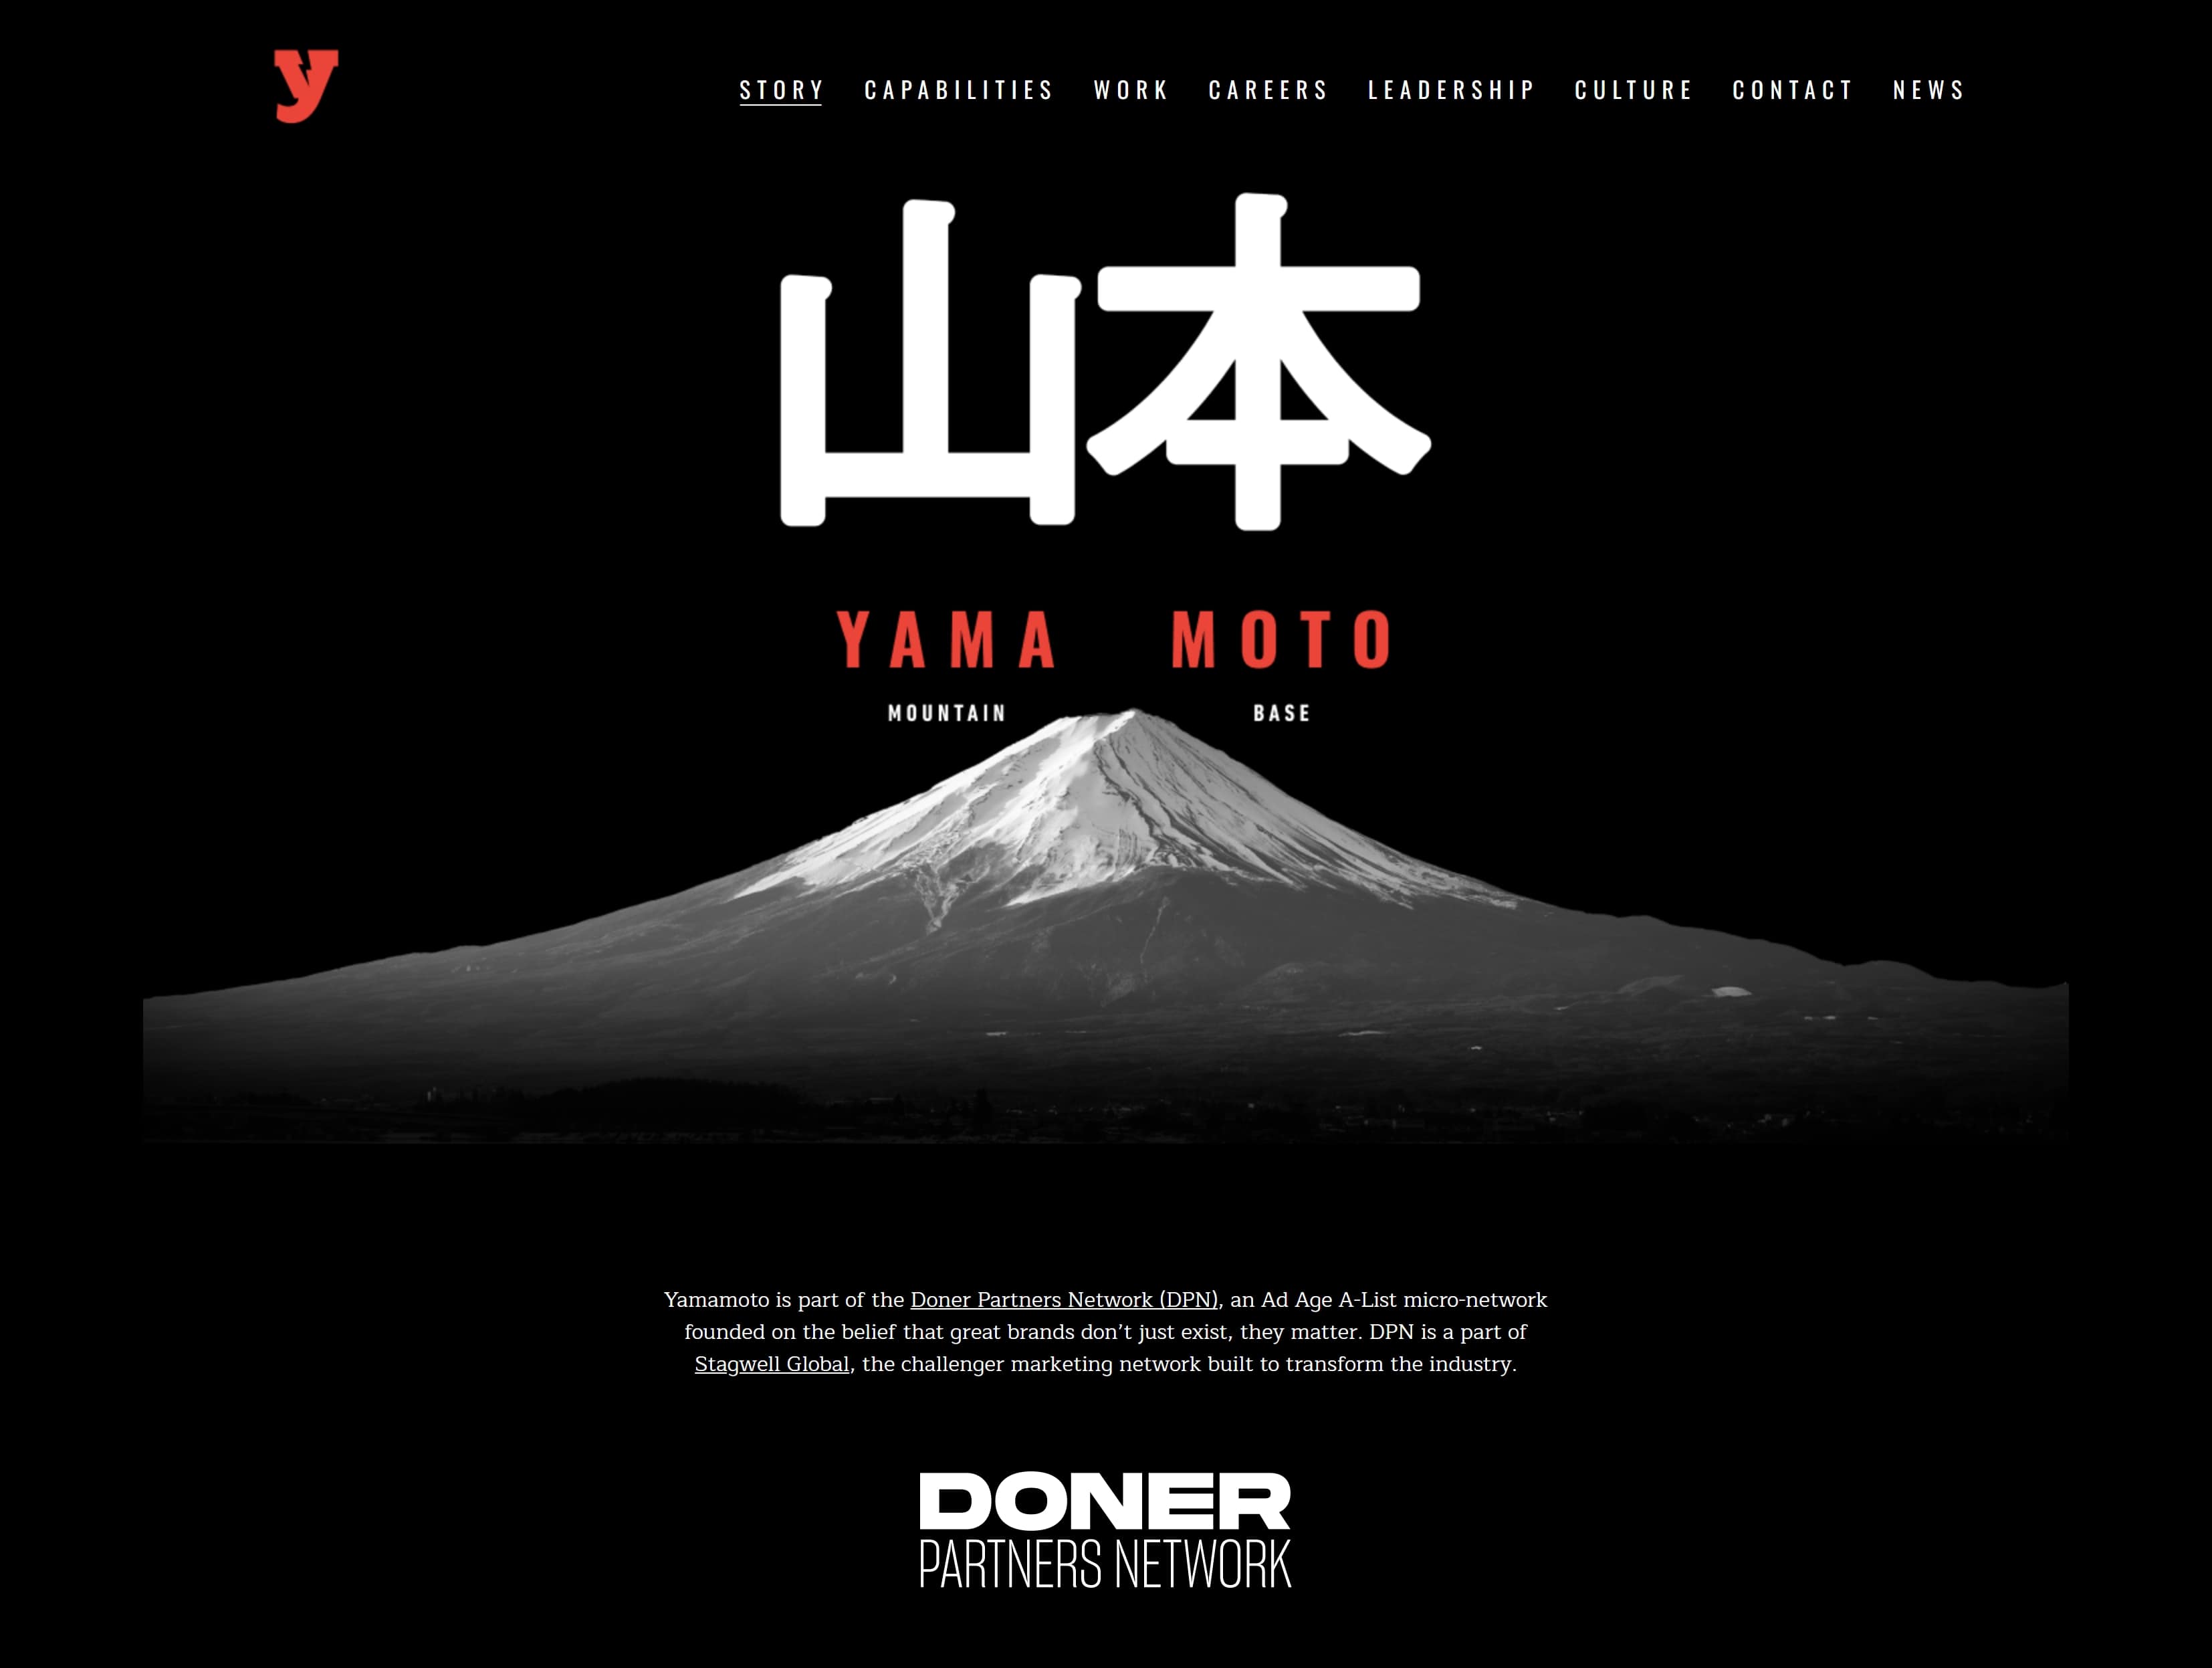 y
STORY CAPABILITIES WORK CAREERS LEADERSHIP CULTURE CONTACT NEWS
山本
YAMA MOTO
MOUNTAIN BASE
Yamamoto is part of the Doner Partners Network (DPN), an Ad Age A-List micro-network
founded on the belief that great brands don’t just exist, they matter. DPN is a part of
Stagwell Global, the challenger marketing network built to transform the industry.
DONER
PARTNERS NETWORK